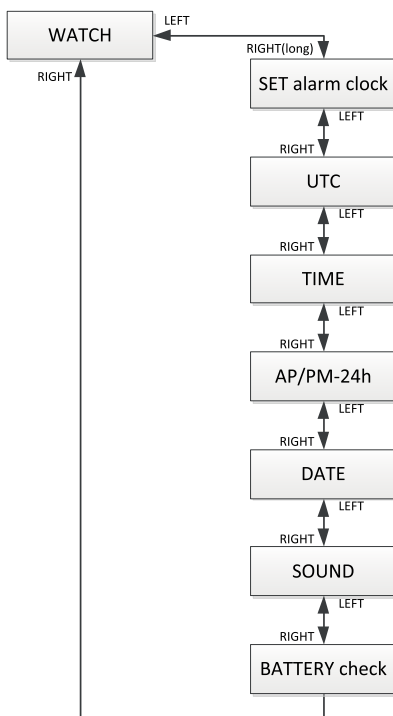 WATCH
LEFT
RIGHT(long)
RIGHT
SET alarm clock
LEFT
RIGHT
UTC
LEFT
RIGHT
TIME
LEFT
RIGHT
AP/PM-24h
LEFT
RIGHT
DATE
LEFT
RIGHT
SOUND
LEFT
RIGHT
BATTERY check